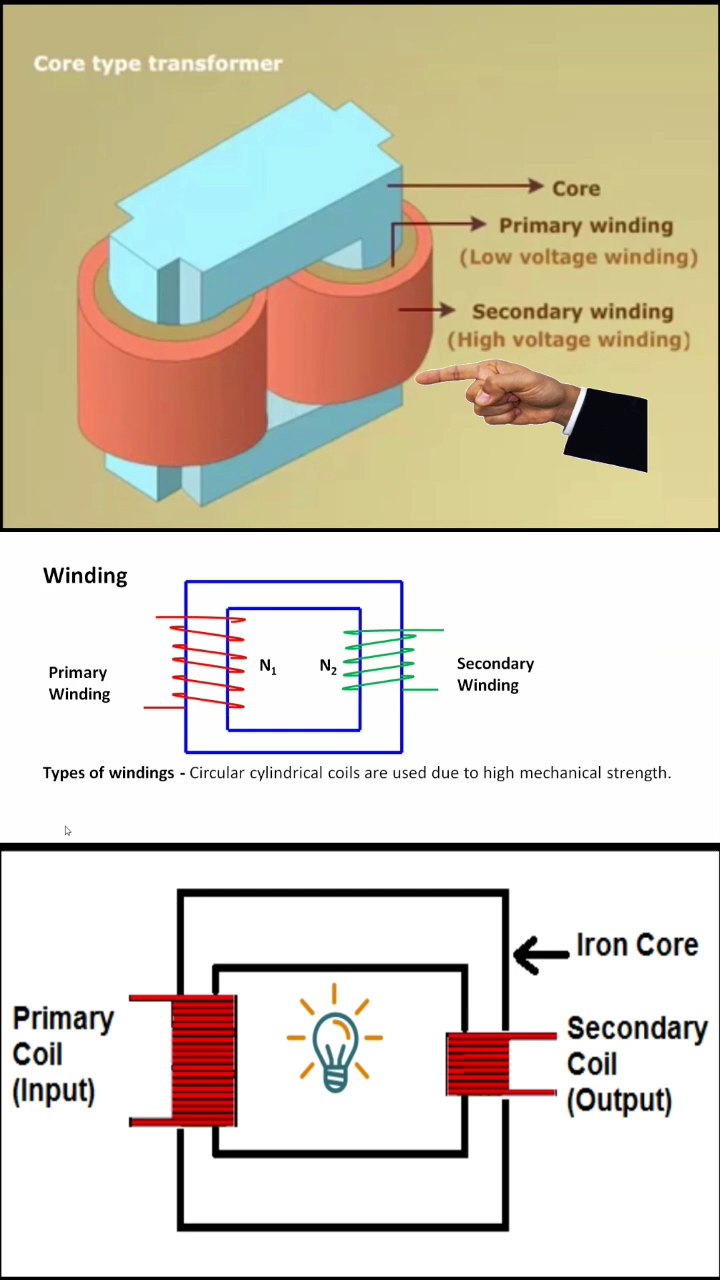 Core type transformer
Core
Primary winding
(Low voltage winding)
Secondary winding
(High voltage winding)
Winding
Primary
Winding
N₁
N₂
Secondary
Winding
Types of windings - Circular cylindrical coils are used due to high mechanical strength.
Iron Core
Primary
Coil
(Input)
Secondary
Coil
(Output)